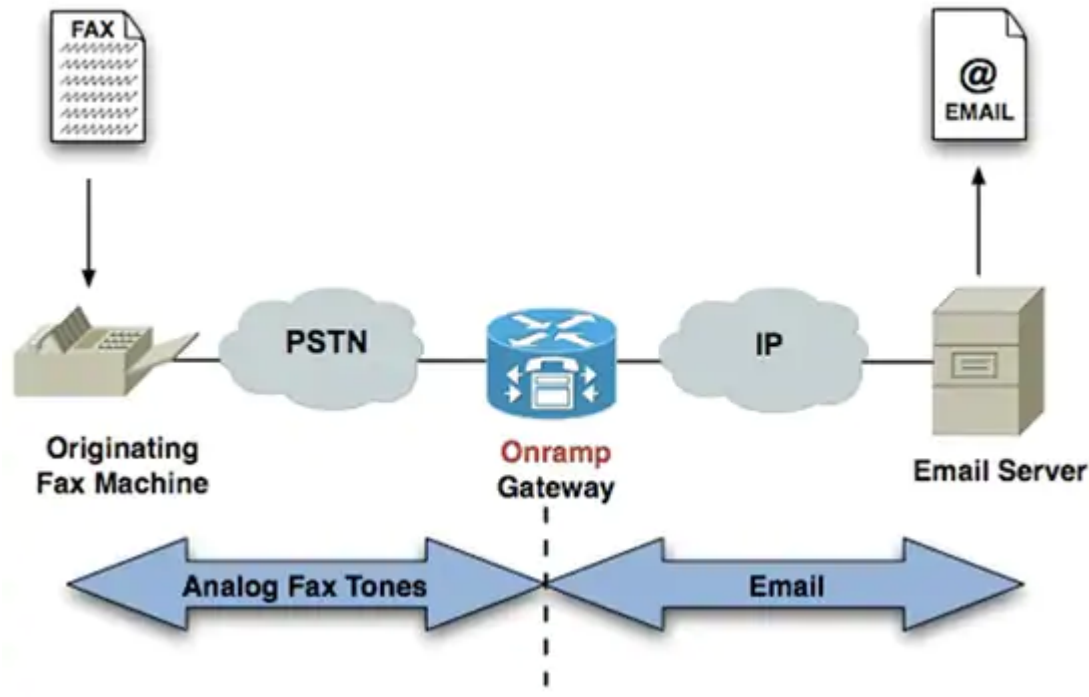 FAX
@
EMAIL
PSTN
IP
Originating
Fax Machine
Onramp
Gateway
Email Server
Analog Fax Tones
Email